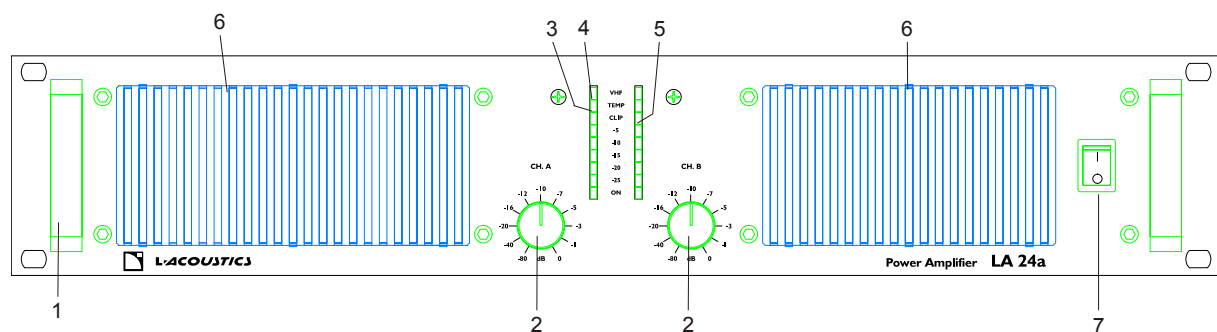 6 3 4 5 6
VHF
TEMP
CLIP
-5
-10
-15
-20
-25
ON
CH. A
-10
-12 -7
-16 -5
-20 -3
-40 -1
-80 dB 0
CH. B
-10
-12 -7
-16 -5
-20 -3
-40 -1
-80 dB 0
I
O
L-ACOUSTICS
Power Amplifier LA 24a
1 2 2 7